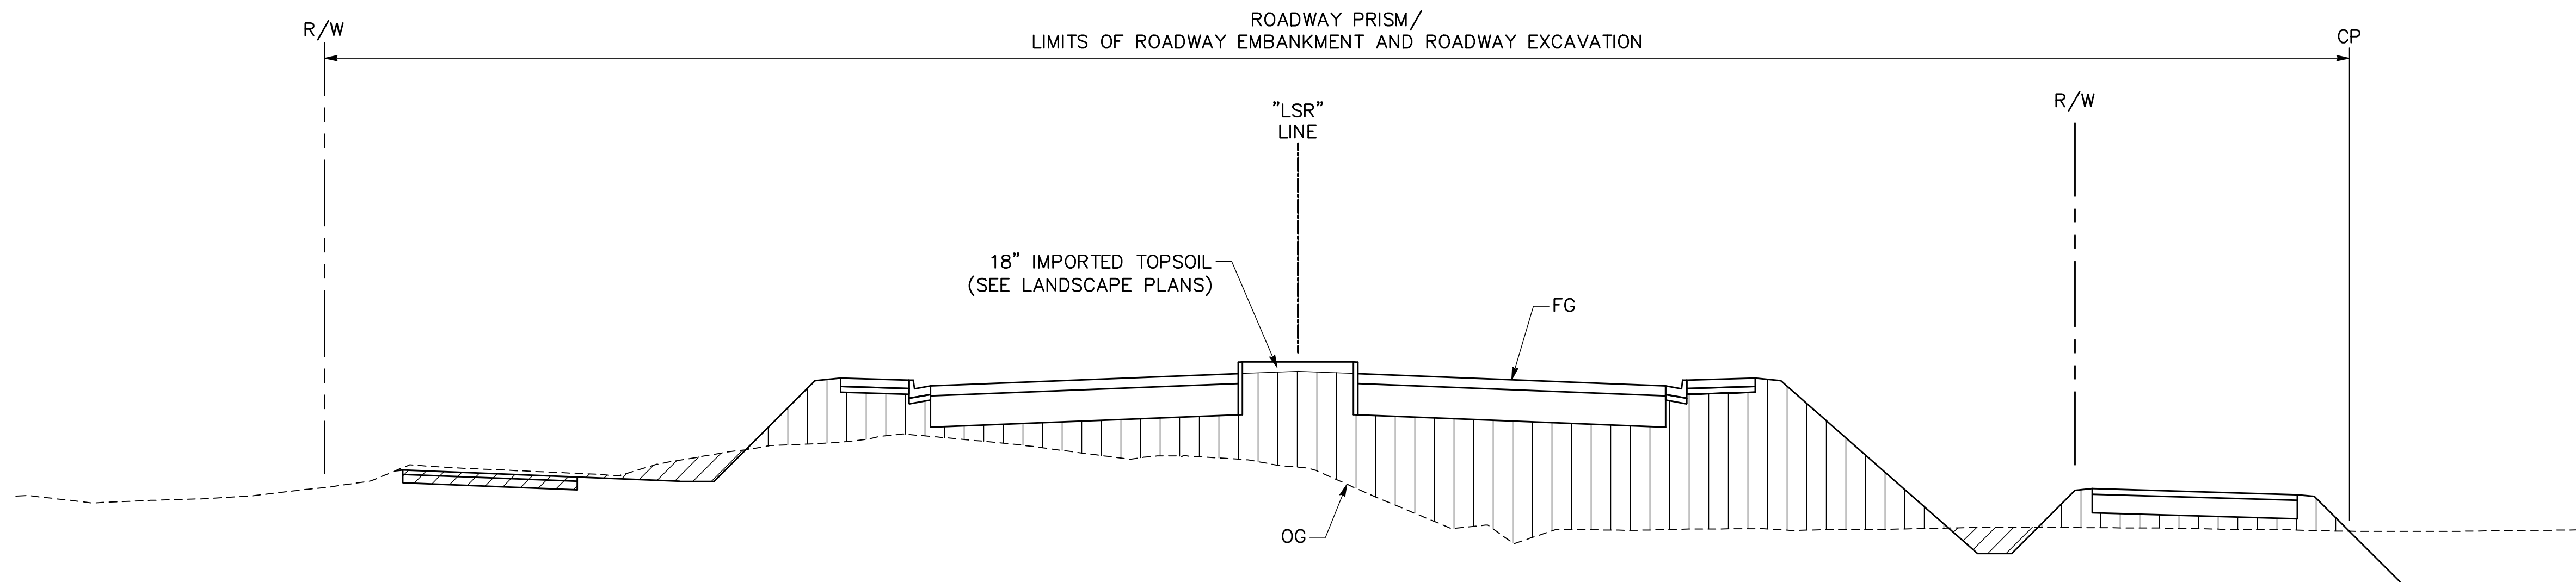 ROADWAY PRISM/
LIMITS OF ROADWAY EMBANKMENT AND ROADWAY EXCAVATION
R/W
CP
R/W
"LSR"
LINE
18" IMPORTED TOPSOIL
(SEE LANDSCAPE PLANS)
FG
OG